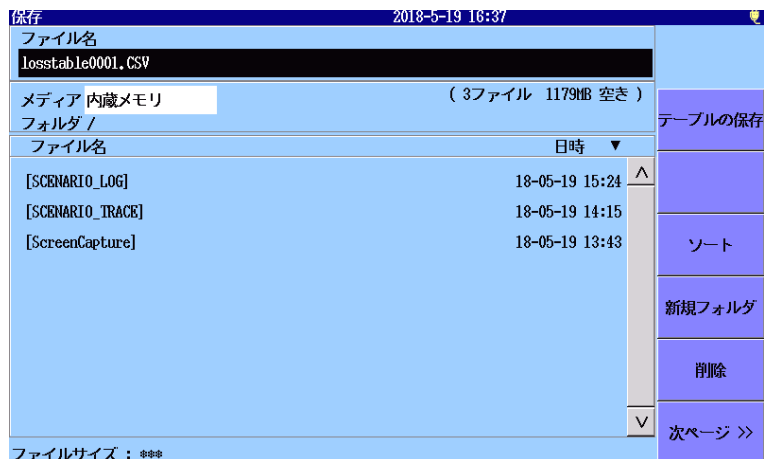 保存 2018-5-19 16:37
ファイル名
losstable0001.CSV
メディア 内蔵メモリ ( 3ファイル 1179MB 空き )
フォルダ /
ファイル名 日時 ▼
[SCENARIO_LOG] 18-05-19 15:24
[SCENARIO_TRACE] 18-05-19 14:15
[ScreenCapture] 18-05-19 13:43
ファイルサイズ : ***
テーブルの保存
ソート
新規フォルダ
削除
次ページ >>